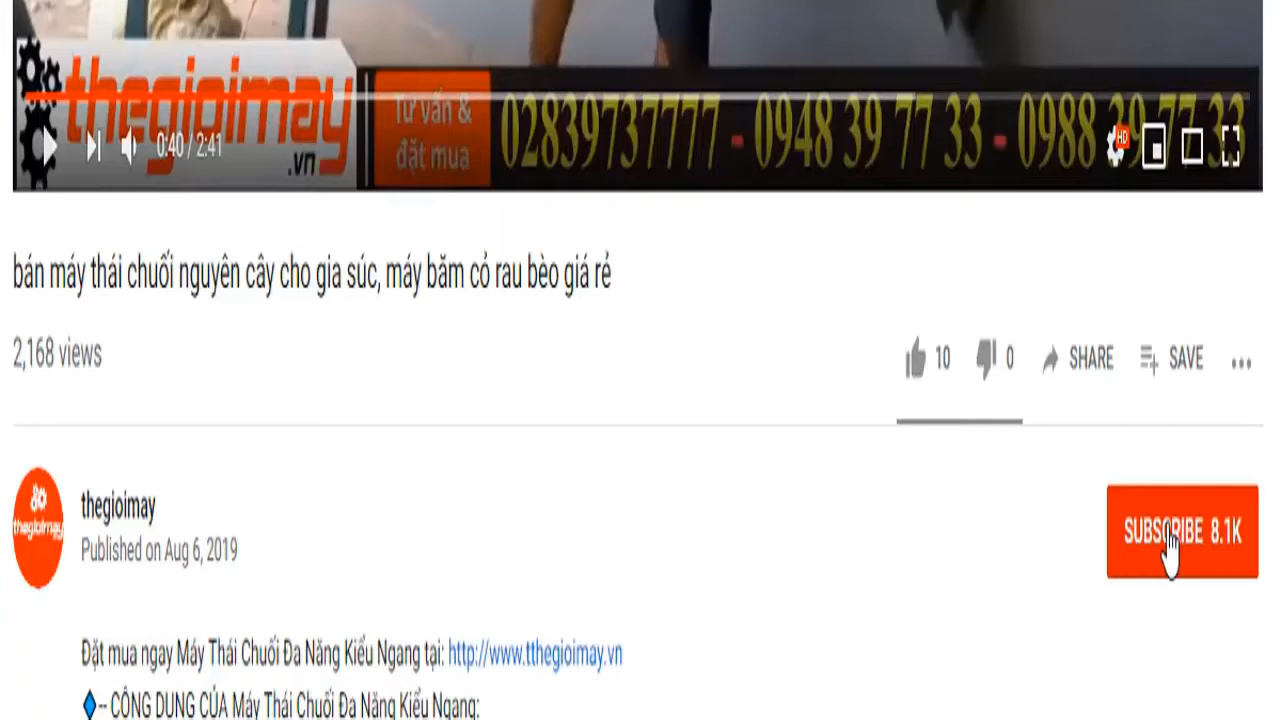 thegioimay
.vn
Tư vấn &
đặt mua
02839737777 - 0948 39 77 33 - 0988 39 77 33
HD
0:40 / 2:41
bán máy thái chuối nguyên cây cho gia súc, máy băm cỏ rau bèo giá rẻ
2,168 views
10 0 SHARE SAVE
thegioimay
thegioimay
Published on Aug 6, 2019
SUBSCRIBE 8.1K
Đặt mua ngay Máy Thái Chuối Đa Năng Kiểu Ngang tại: http://www.tthegioimay.vn
-- CÔNG DỤNG CỦA Máy Thái Chuối Đa Năng Kiểu Ngang: